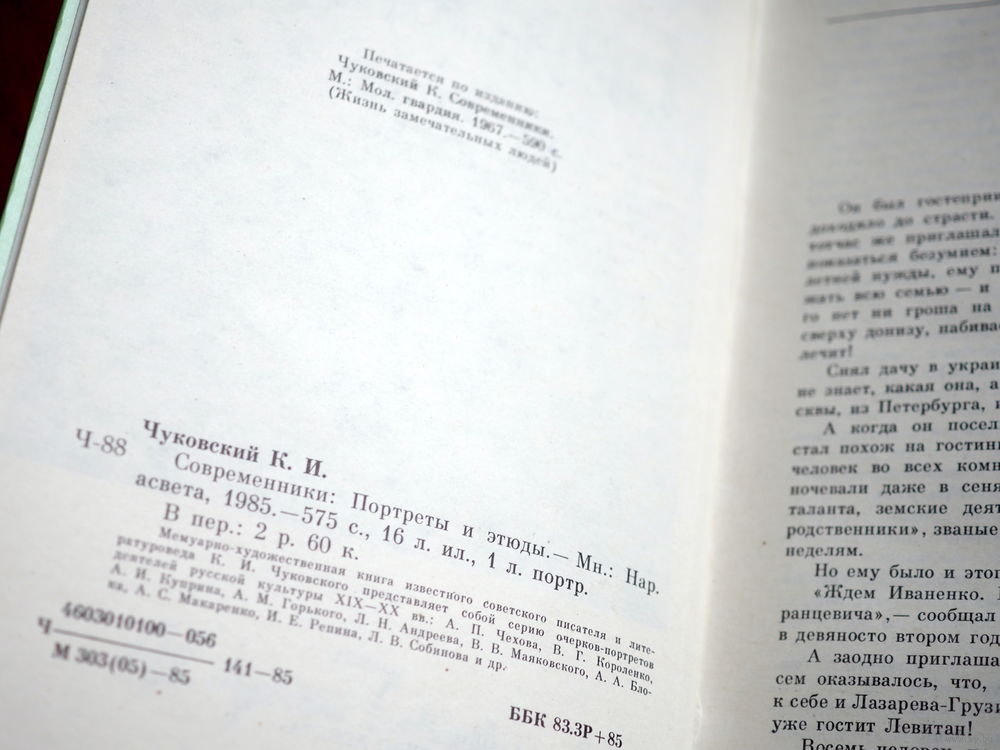 Печатается по изданию:
Чуковский К. Современники.
М.: Мол. гвардия. 1967.—590 с.
(Жизнь замечательных людей)
Чуковский К. И.
Ч-88
Современники: Портреты и этюды.— Мн.: Нар.
асвета, 1985.—575 с., 16 л. ил., 1 л. портр.
В пер.: 2 р. 60 к.
Мемуарно-художественная книга известного советского писателя и лите-
ратуроведа К. И. Чуковского представляет собой серию очерков-портретов
деятелей русской культуры XIX—XX вв.: А. П. Чехова, В. Г. Короленко,
А. И. Куприна, А. М. Горького, Л. Н. Андреева, В. В. Маяковского, А. А. Бло-
ка, А. С. Макаренко, И. Е. Репина, Л. В. Собинова и др.
4603010100—056
Ч 141—85
М 303(05)—85
ББК 83.3Р+85
Он был гостеприи
доходило до страсти.
тотчас же приглашал
показаться безумием:
летней нужды, ему п
жать всю семью — и
го нет ни гроша на
сверху донизу, набивае
лечит!
Снял дачу в украи
не знает, какая она, а
сквы, из Петербурга, и
А когда он посел
стал похож на гостини
человек во всех комн
ночевали даже в сеня
таланта, земские деят
родственники», званые
неделям.
Но ему было и этог
«Ждем Иваненко.
ранцевича»,— сообщал
в девяносто втором год
А заодно приглаша
сем оказывалось, что,
к себе и Лазарева-Грузи
уже гостит Левитан!
Восемь человек